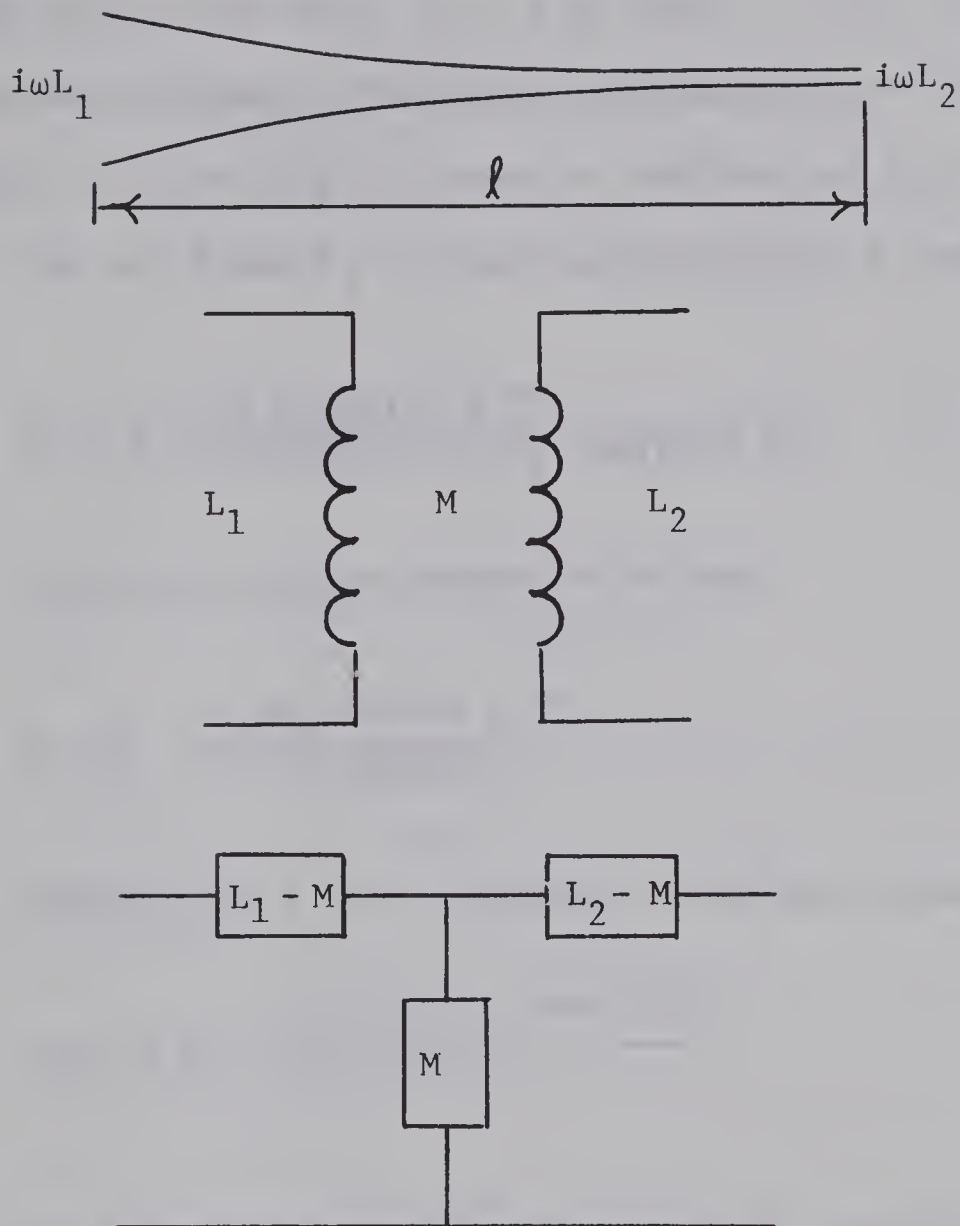 iωL₁ iωL₂
ℓ
L₁ M L₂
L₁ - M L₂ - M
M